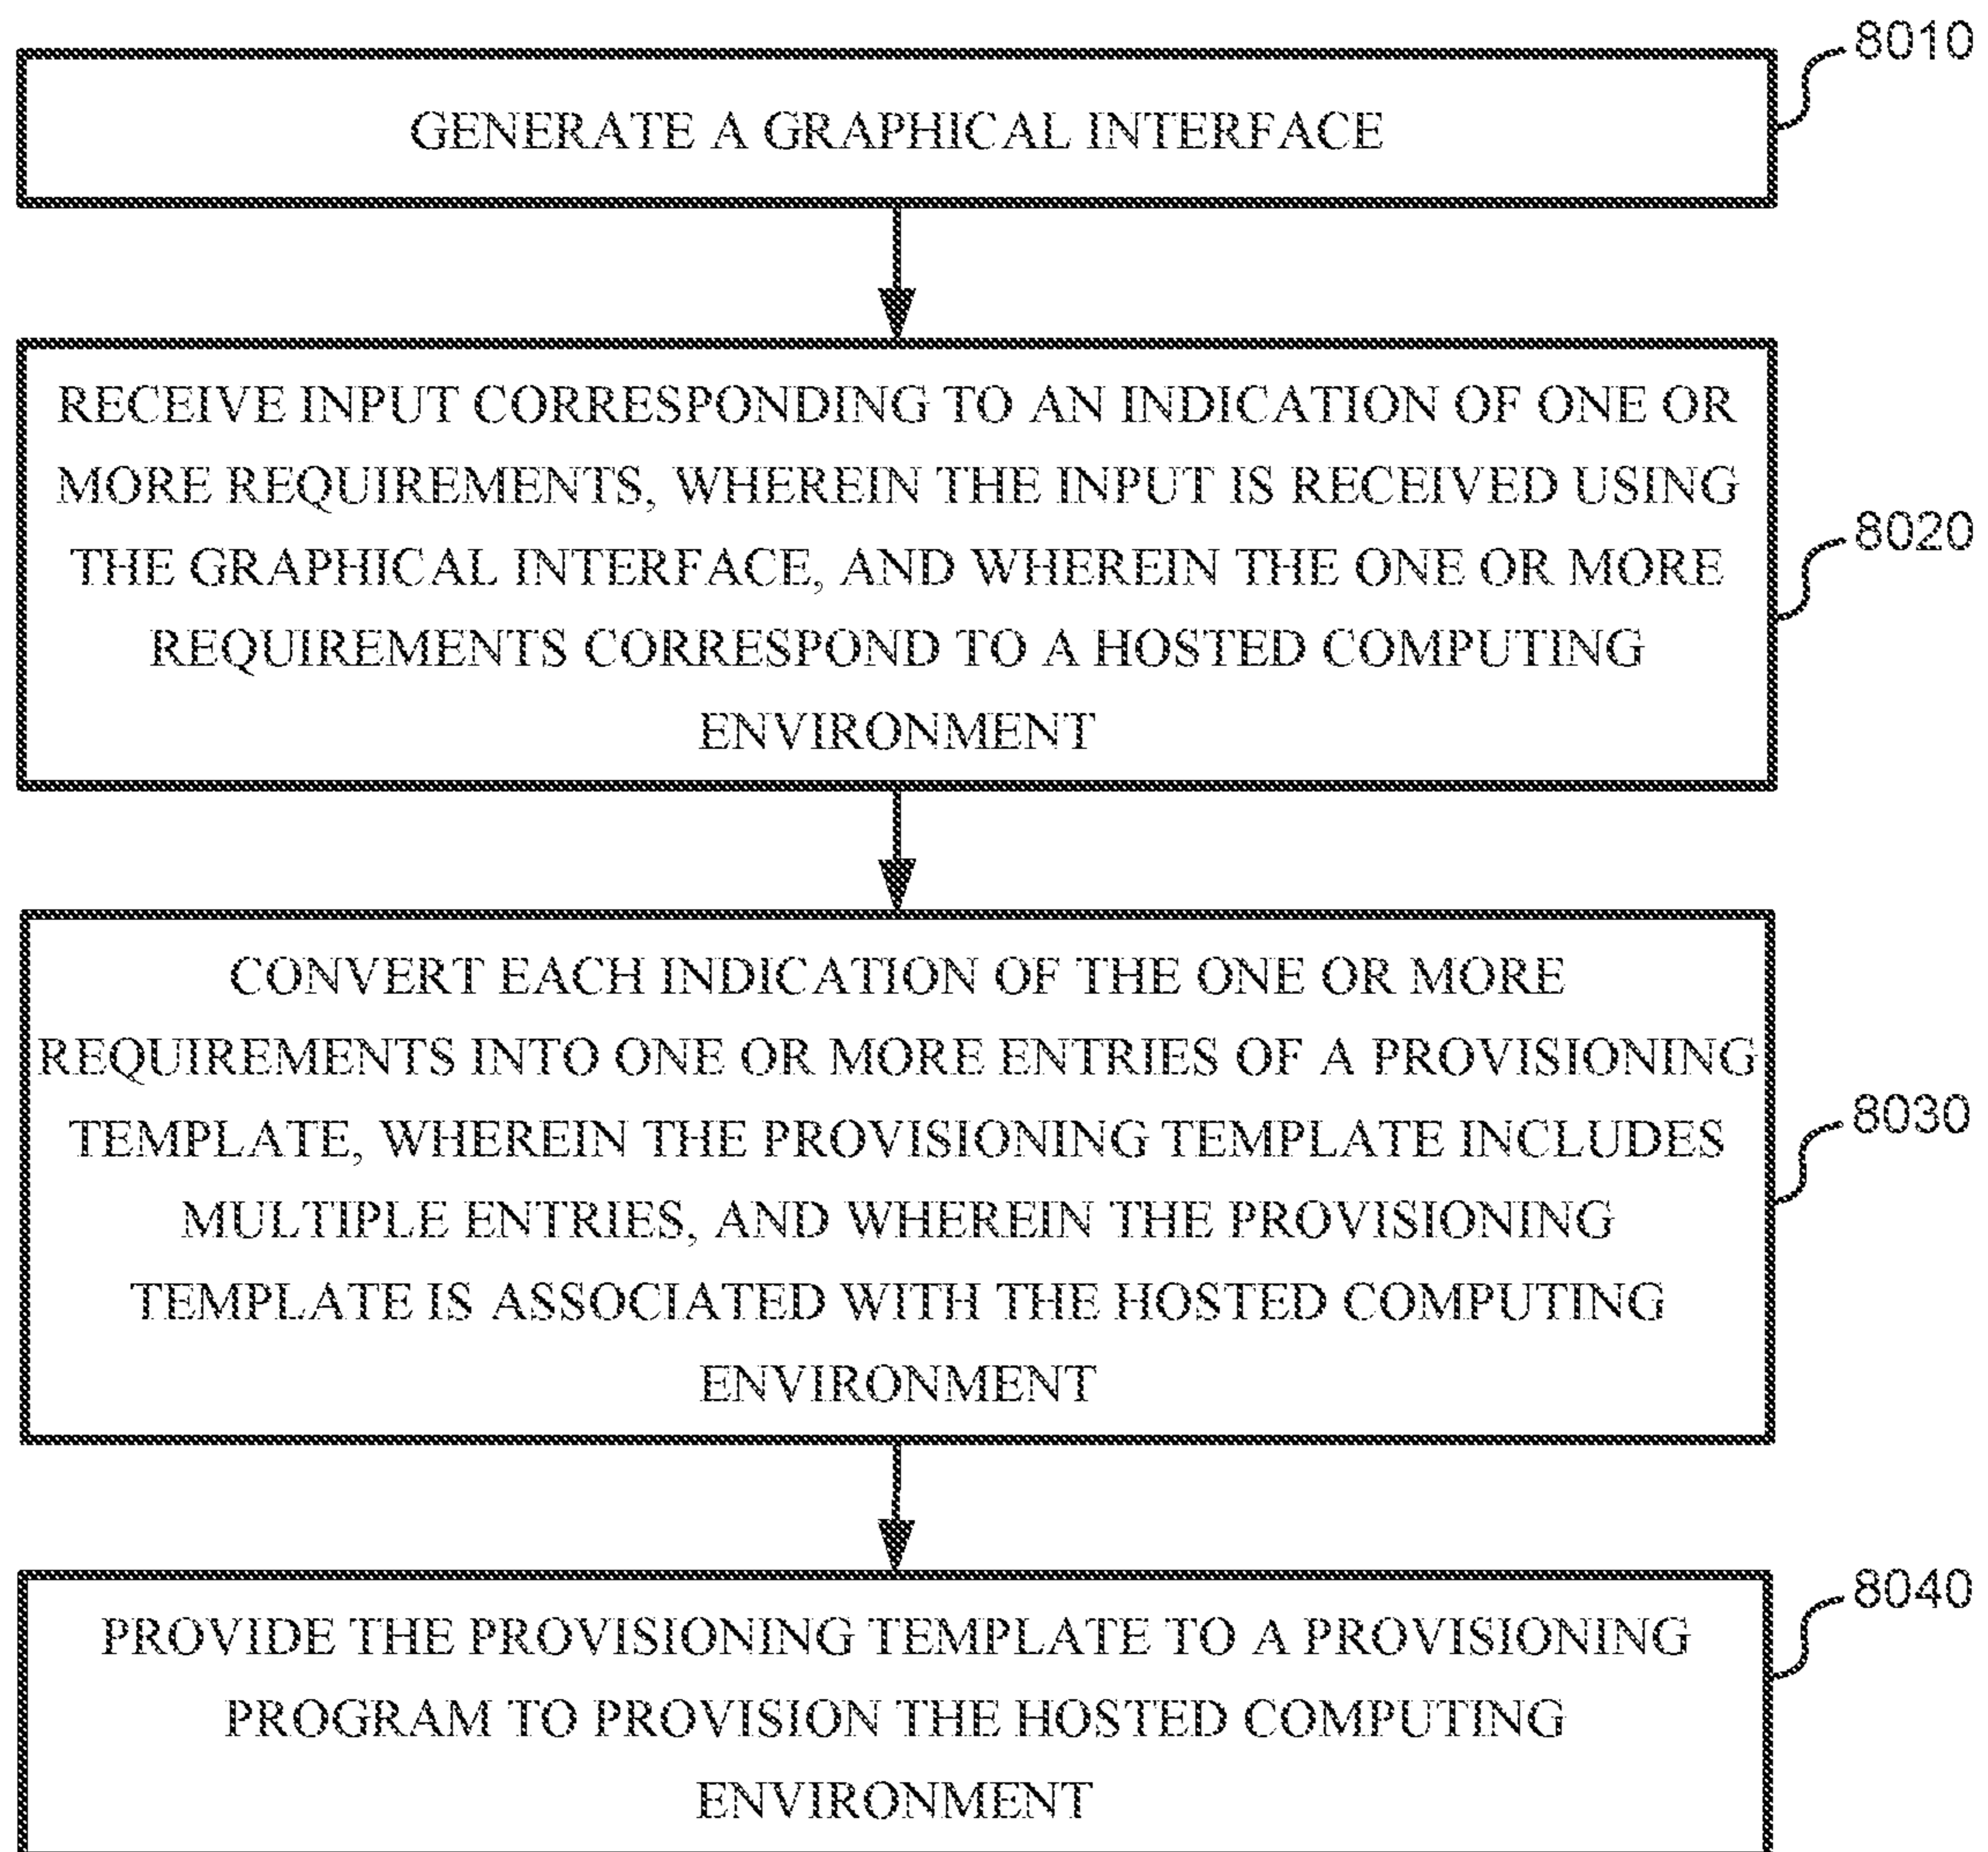 8010
GENERATE A GRAPHICAL INTERFACE
RECEIVE INPUT CORRESPONDING TO AN INDICATION OF ONE OR
MORE REQUIREMENTS, WHEREIN THE INPUT IS RECEIVED USING
THE GRAPHICAL INTERFACE, AND WHEREIN THE ONE OR MORE
REQUIREMENTS CORRESPOND TO A HOSTED COMPUTING
ENVIRONMENT
8020
CONVERT EACH INDICATION OF THE ONE OR MORE
REQUIREMENTS INTO ONE OR MORE ENTRIES OF A PROVISIONING
TEMPLATE, WHEREIN THE PROVISIONING TEMPLATE INCLUDES
MULTIPLE ENTRIES, AND WHEREIN THE PROVISIONING
TEMPLATE IS ASSOCIATED WITH THE HOSTED COMPUTING
ENVIRONMENT
8030
PROVIDE THE PROVISIONING TEMPLATE TO A PROVISIONING
PROGRAM TO PROVISION THE HOSTED COMPUTING
ENVIRONMENT
8040